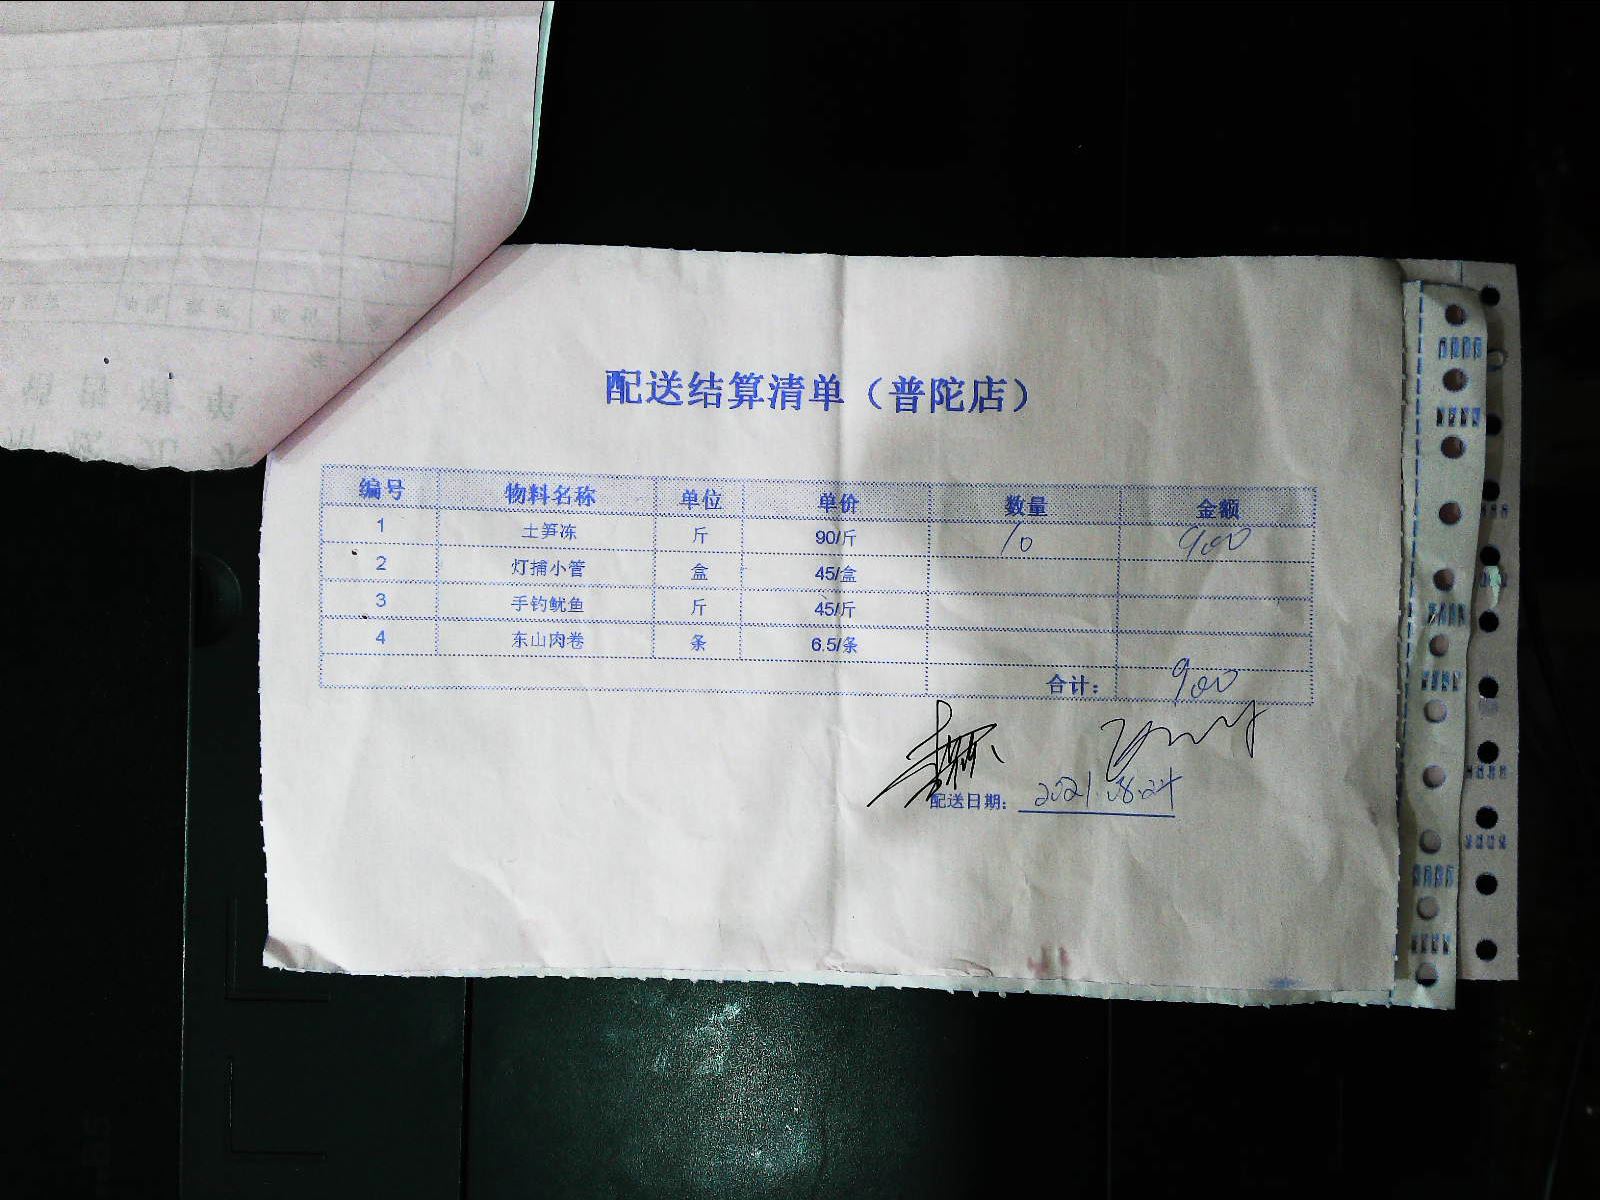 配送结算清单（普陀店）
编号 物料名称 单位 单价 数量 金额
1 土笋冻 斤 90/斤 10 900
2 灯捕小管 盒 45/盒
3 手钓鱿鱼 斤 45/斤
4 东山肉卷 条 6.5/条
合计： 900
配送日期： 2021.08.24